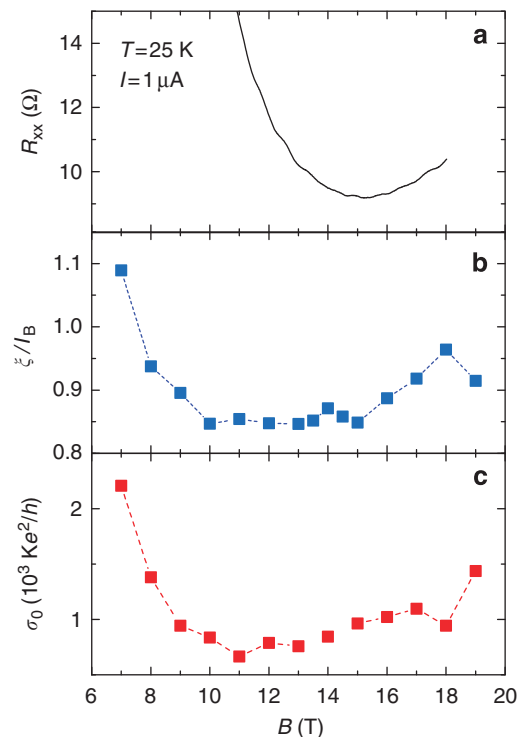 a
T=25 K
I=1 μA
14
12
10
R_xx (Ω)
b
1.1
1.0
0.9
0.8
ξ/I_B
c
2
1
σ_0 (10^3 Ke^2/h)
6 8 10 12 14 16 18 20
B (T)